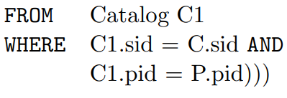 FROM Catalog C1
WHERE C1.sid = C.sid AND
C1.pid = P.pid)))